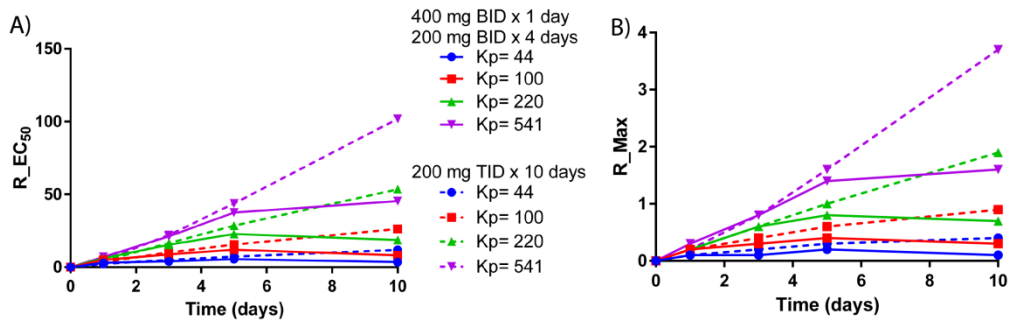 A)
150
100
50
0
R_EC50
0
2
4
6
8
10
Time (days)
400 mg BID x 1 day
200 mg BID x 4 days
Kp= 44
Kp= 100
Kp= 220
Kp= 541
200 mg TID x 10 days
Kp= 44
Kp= 100
Kp= 220
Kp= 541
B)
4
3
2
1
0
R_Max
0
2
4
6
8
10
Time (days)